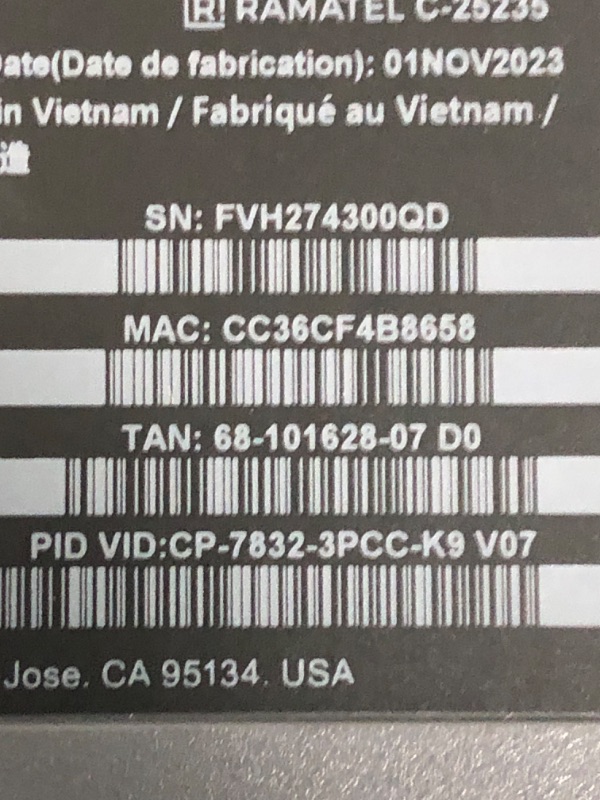 R! RAMATEL C-25235
Date(Date de fabrication): 01NOV2023
in Vietnam / Fabriqué au Vietnam /
造
SN: FVH274300QD
MAC: CC36CF4B8658
TAN: 68-101628-07 D0
PID VID:CP-7832-3PCC-K9 V07
Jose. CA 95134. USA